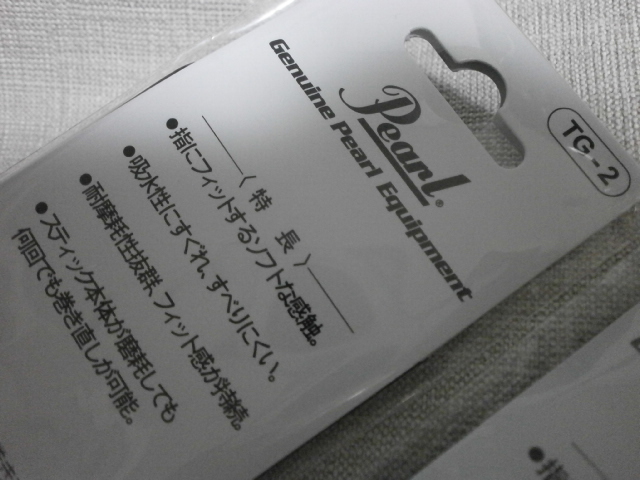 TG-2
Pearl®
Genuine Pearl Equipment
〈特長〉
●指にフィットするソフトな感触。
●吸水性にすぐれ、すべりにくい。
●耐磨耗性抜群、フィット感が持続。
●スティック本体が磨耗しても
何回でも巻き直しが可能。
●指